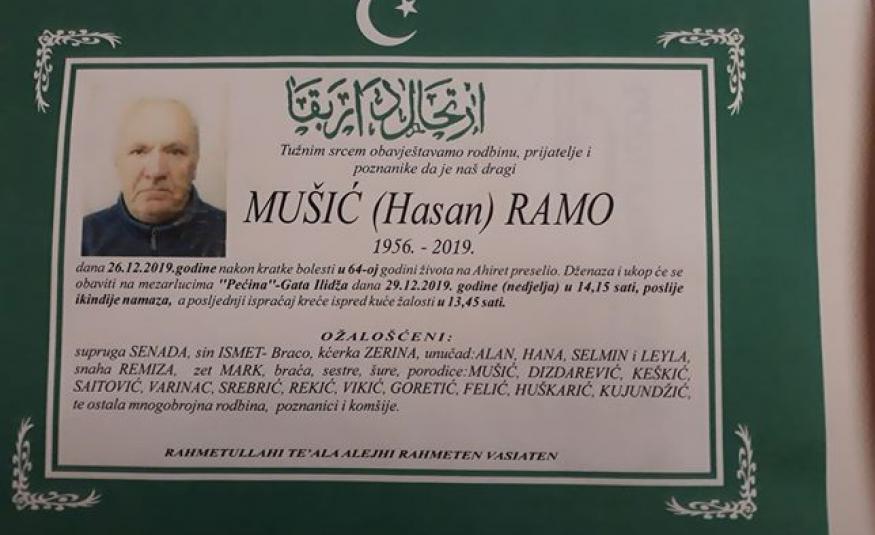 ارتحال دار بقا
Tužnim srcem obavještavamo rodbinu, prijatelje i
poznanike da je naš dragi
MUŠIĆ (Hasan) RAMO
1956. - 2019.
dana 26.12.2019.godine nakon kratke bolesti u 64-oj godini života na Ahiret preselio. Dženaza i ukop će se
obaviti na mezarlucima "Pećina"-Gata Ilidža dana 29.12.2019. godine (nedjelja) u 14,15 sati, poslije
ikindije namaza, a posljednji ispraćaj kreće ispred kuće žalosti u 13,45 sati.
OŽALOŠĆENI:
supruga SENADA, sin ISMET- Braco, kćerka ZERINA, unučad:ALAN, HANA, SELMIN i LEYLA,
snaha REMIZA, zet MARK, braća, sestre, šure, porodice:MUŠIĆ, DIZDAREVIĆ, KEŠKIĆ,
SAITOVIĆ, VARINAC, SREBRIĆ, REKIĆ, VIKIĆ, GORETIĆ, FELIĆ, HUŠKARIĆ, KUJUNDŽIĆ,
te ostala mnogobrojna rodbina, poznanici i komšije.
RAHMETULLAHI TE'ALA ALEJHI RAHMETEN VASIATEN